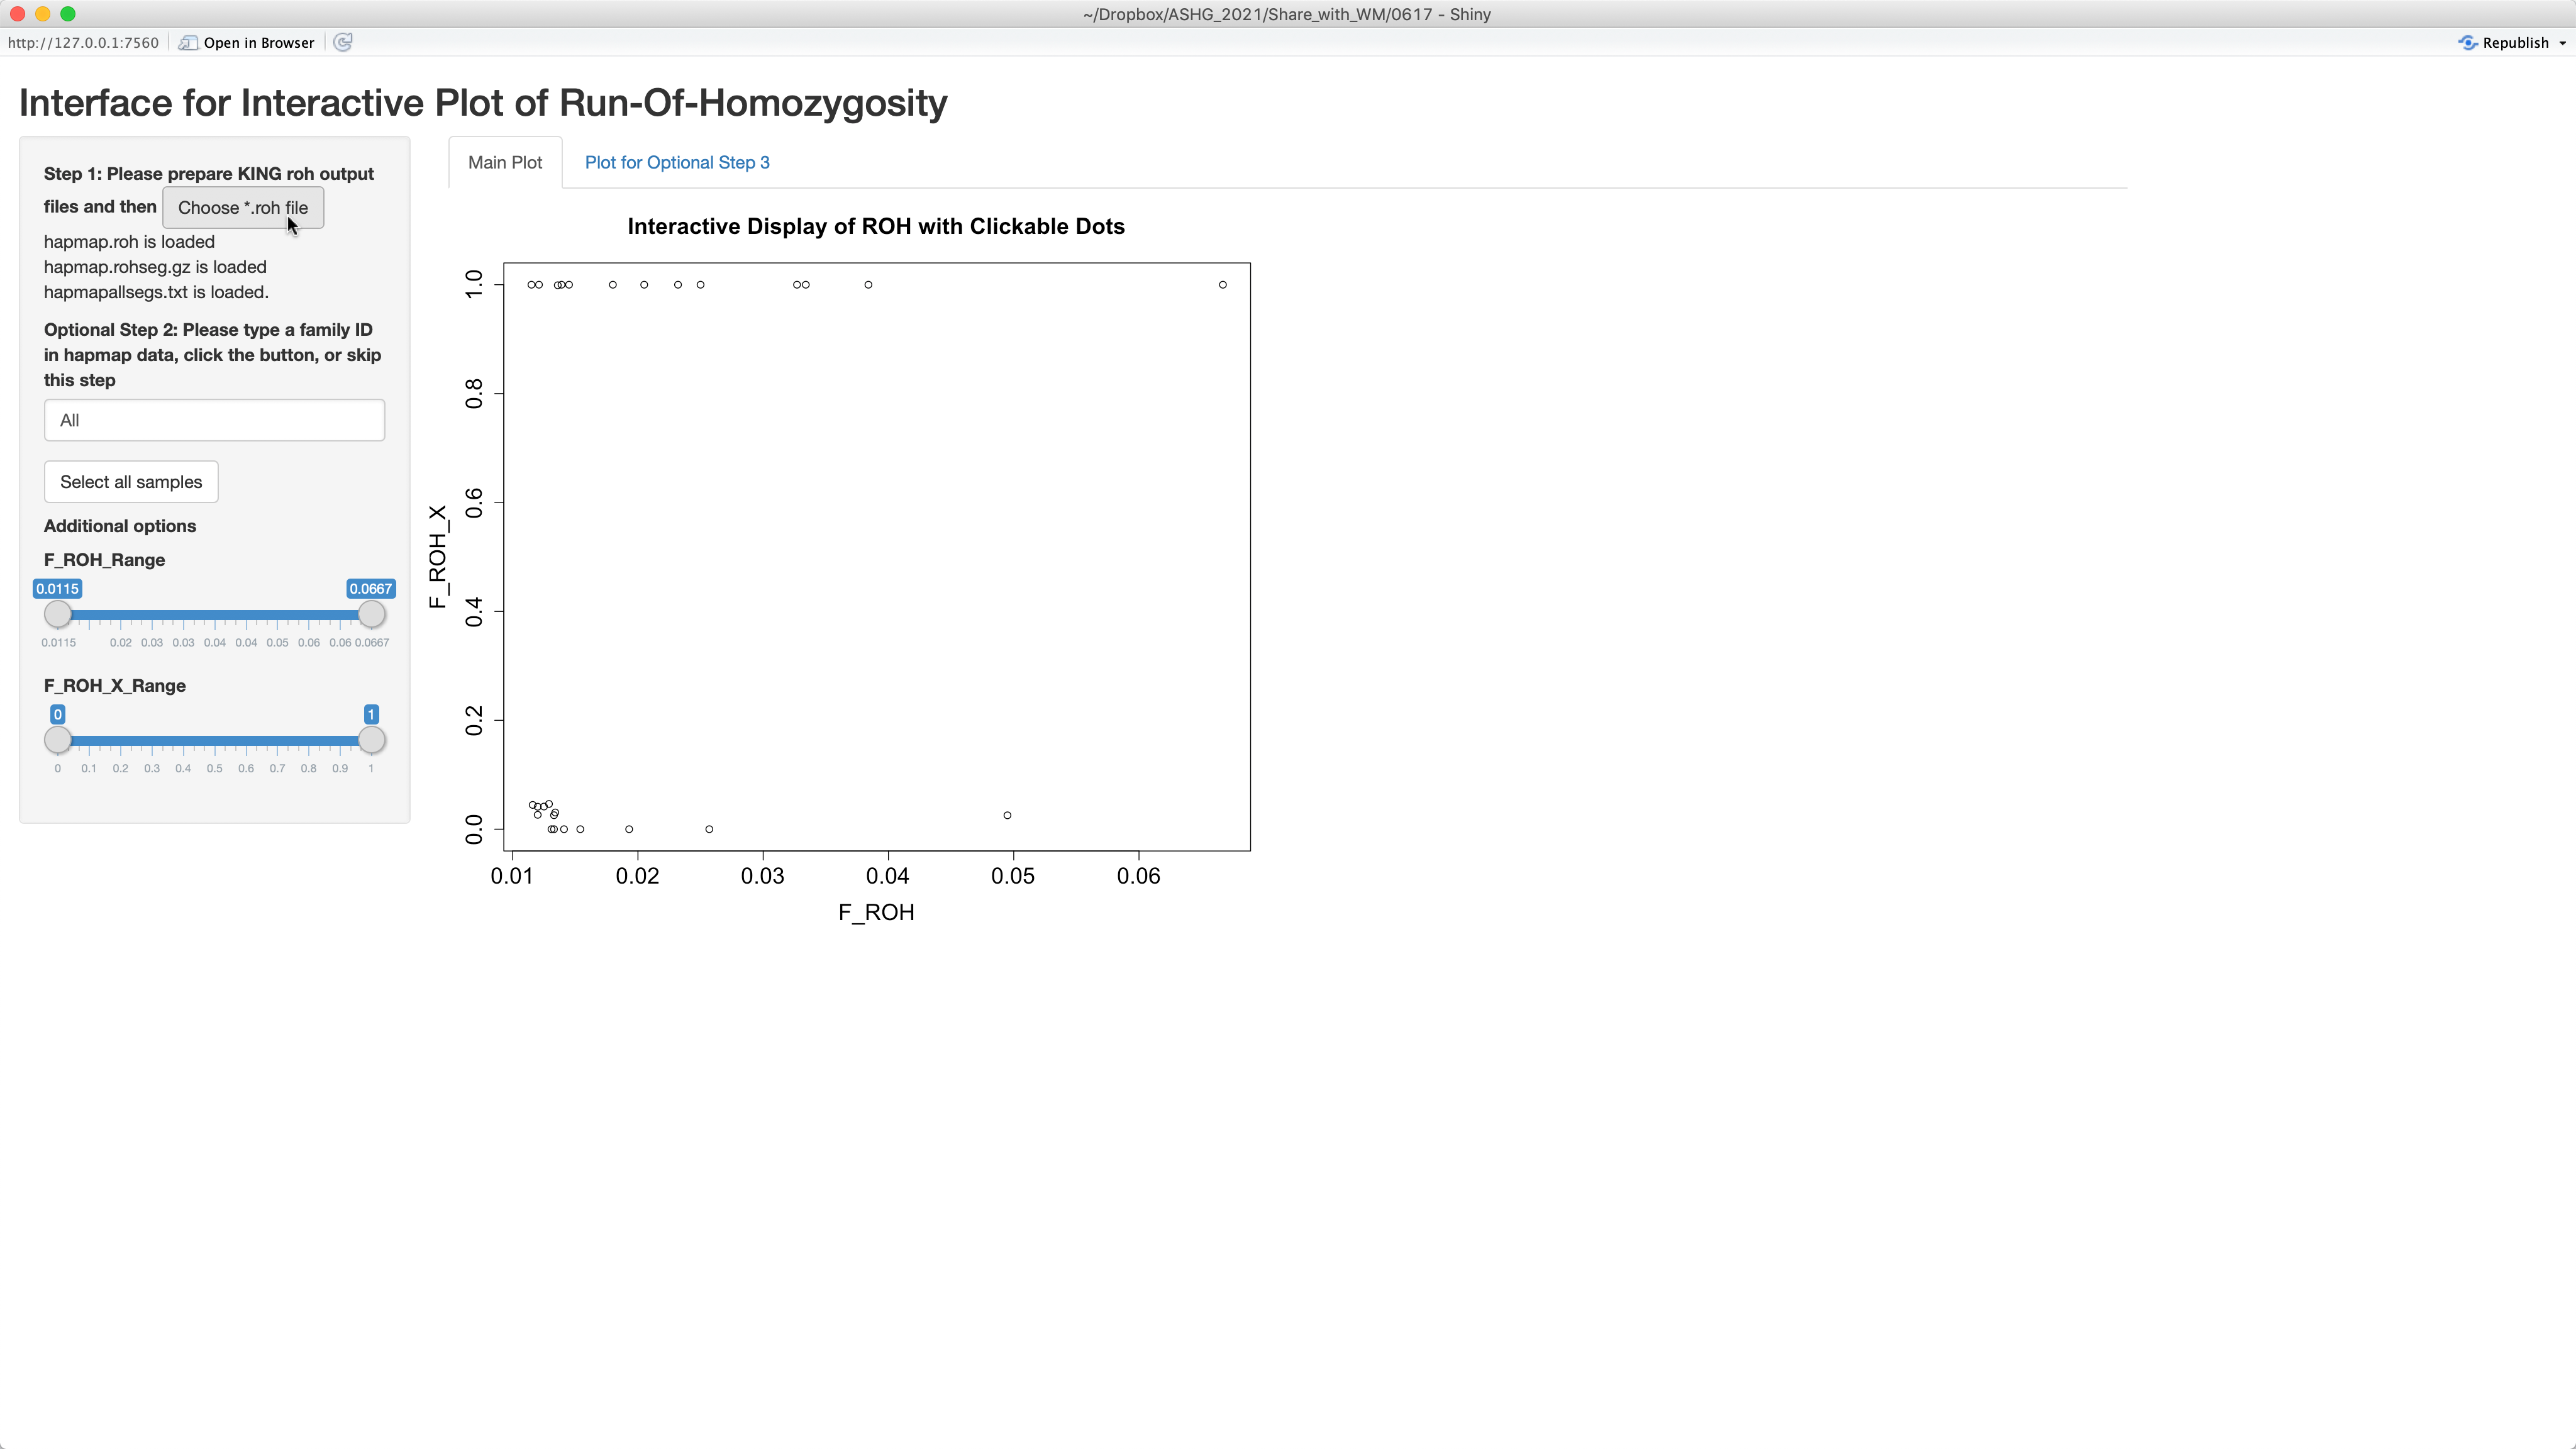 ~/Dropbox/ASHG_2021/Share_with_WM/0617 - Shiny
http://127.0.0.1:7560 Open in Browser Republish
Interface for Interactive Plot of Run-Of-Homozygosity
Step 1: Please prepare KING roh output
files and then Choose *.roh file
hapmap.roh is loaded
hapmap.rohseg.gz is loaded
hapmapallsegs.txt is loaded.
Optional Step 2: Please type a family ID
in hapmap data, click the button, or skip
this step
All
Select all samples
Additional options
F_ROH_Range
0.0115 0.0667
0.0115 0.02 0.03 0.03 0.04 0.04 0.05 0.06 0.06 0.0667
F_ROH_X_Range
0 1
0 0.1 0.2 0.3 0.4 0.5 0.6 0.7 0.8 0.9 1
Main Plot Plot for Optional Step 3
Interactive Display of ROH with Clickable Dots
F_ROH_X
1.0
0.8
0.6
0.4
0.2
0.0
0.01 0.02 0.03 0.04 0.05 0.06
F_ROH